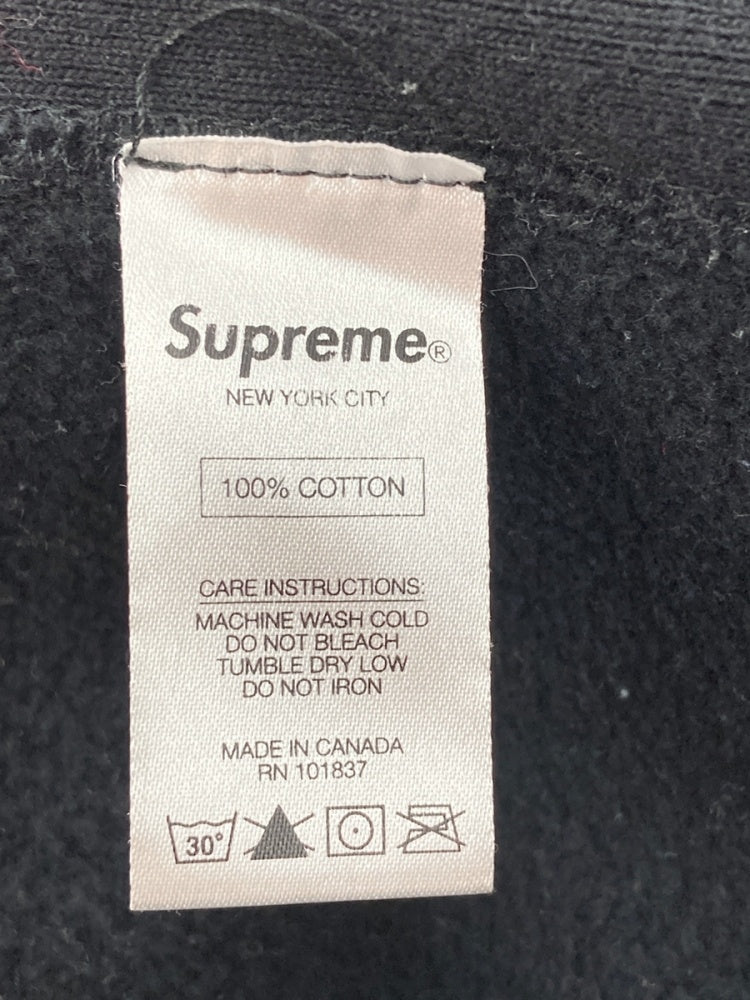 Supreme®
NEW YORK CITY
100% COTTON
CARE INSTRUCTIONS:
MACHINE WASH COLD
DO NOT BLEACH
TUMBLE DRY LOW
DO NOT IRON
MADE IN CANADA
RN 101837
30°